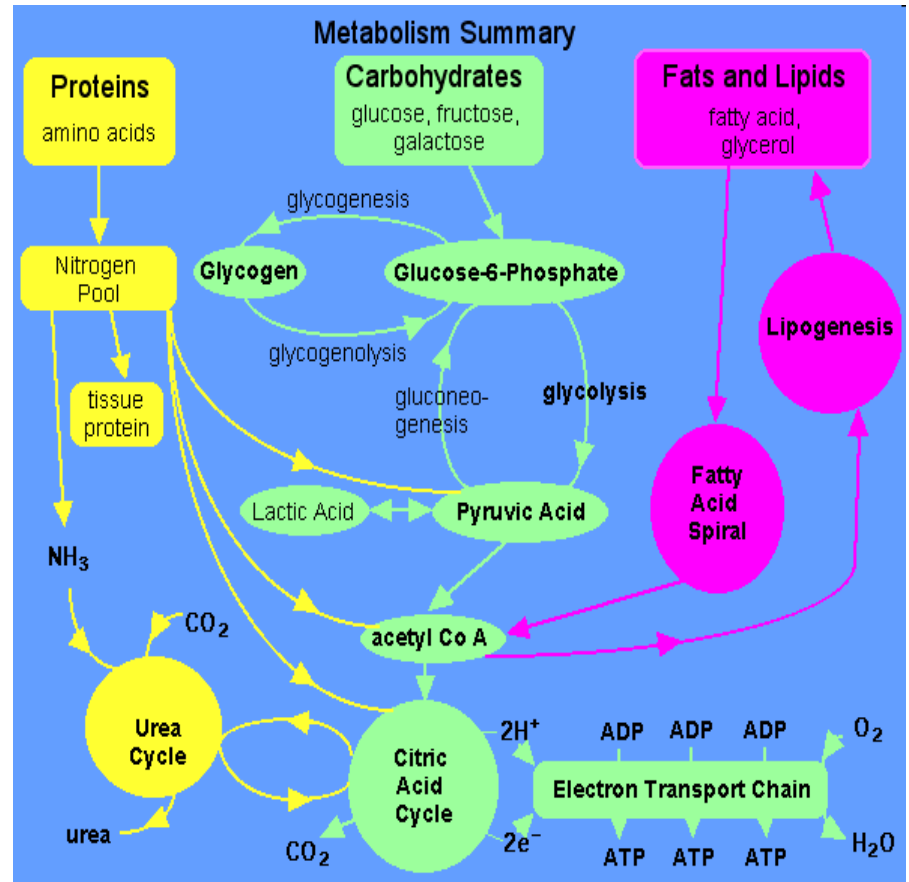 Metabolism Summary
Proteins
amino acids
Carbohydrates
glucose, fructose,
galactose
Fats and Lipids
fatty acid,
glycerol
glycogenesis
Nitrogen
Pool
Glycogen
Glucose-6-Phosphate
Lipogenesis
glycogenolysis
tissue
protein
gluconeo-
genesis
glycolysis
Fatty
Acid
Spiral
Lactic Acid
Pyruvic Acid
NH₃
CO₂
acetyl Co A
Urea
Cycle
Citric
Acid
Cycle
2H⁺
ADP ADP ADP
O₂
Electron Transport Chain
urea
CO₂
2e⁻
ATP ATP ATP
H₂O